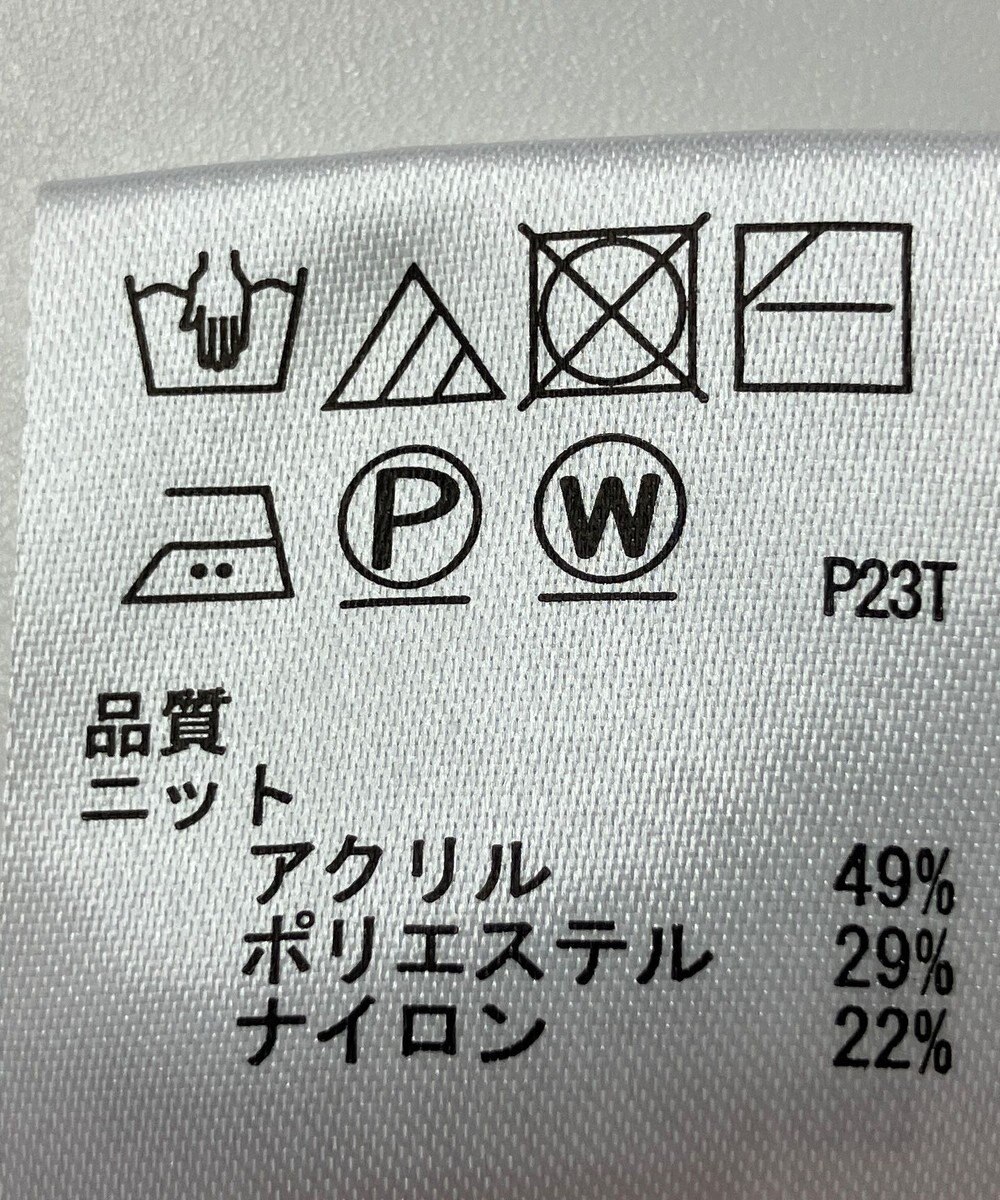 P W
P23T
品質
ニット
アクリル 49%
ポリエステル 29%
ナイロン 22%